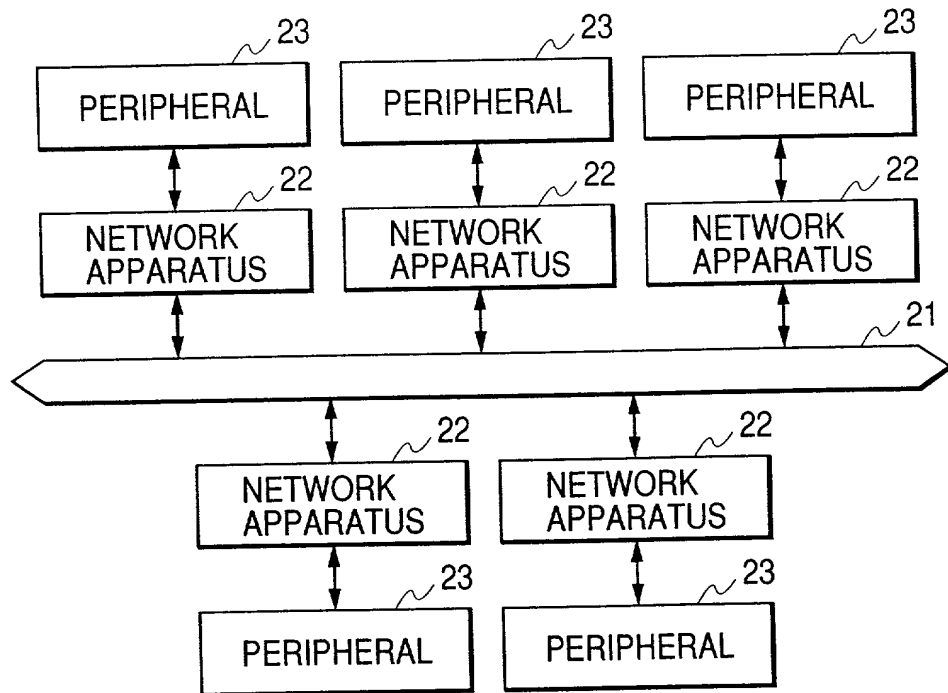 23
23
23
PERIPHERAL
PERIPHERAL
PERIPHERAL
22
22
22
NETWORK
APPARATUS
NETWORK
APPARATUS
NETWORK
APPARATUS
21
22
22
NETWORK
APPARATUS
NETWORK
APPARATUS
23
23
PERIPHERAL
PERIPHERAL